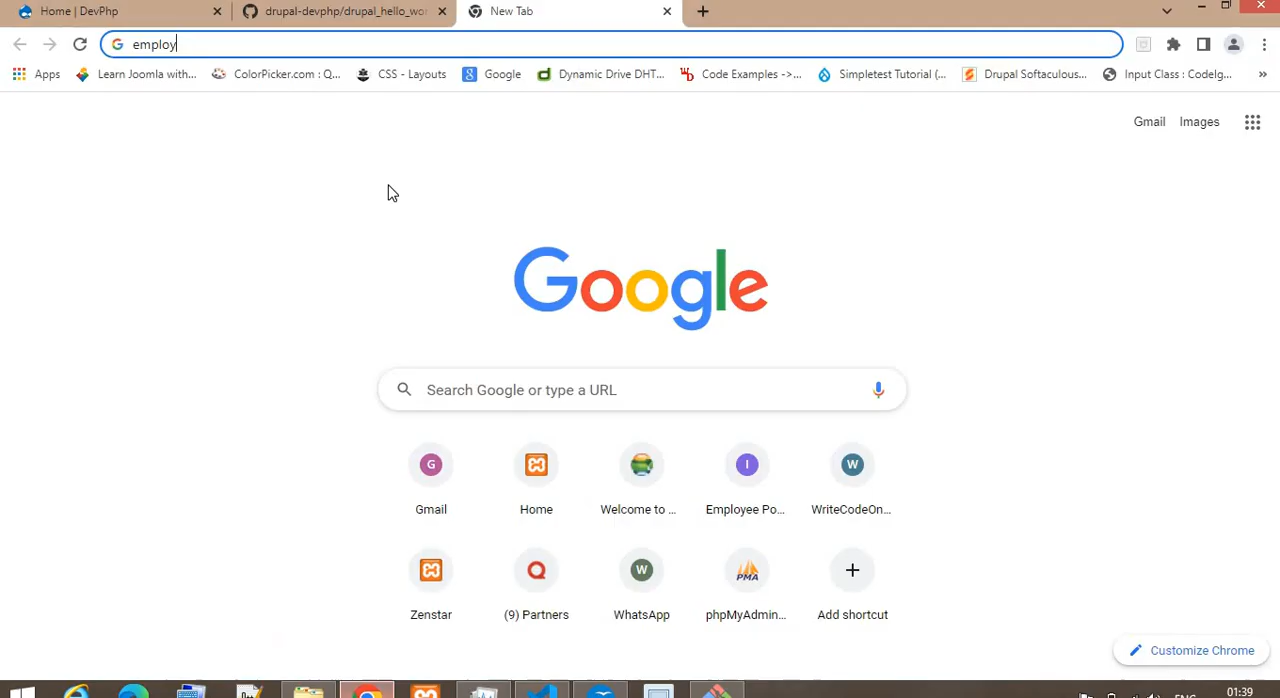 Home | DevPhp
drupal-devphp/drupal_hello_wo
New Tab
employ
Apps
Learn Joomla with...
ColorPicker.com : Q...
CSS - Layouts
Google
Dynamic Drive DHT...
Code Examples ->...
Simpletest Tutorial (...
Drupal Softaculous...
Input Class : CodeIg...
»
Gmail
Images
Google
Search Google or type a URL
G
I
W
Gmail
Home
Welcome to ...
Employee Po...
WriteCodeOn...
W
PMA
Zenstar
(9) Partners
WhatsApp
phpMyAdmin...
Add shortcut
Customize Chrome
01:39